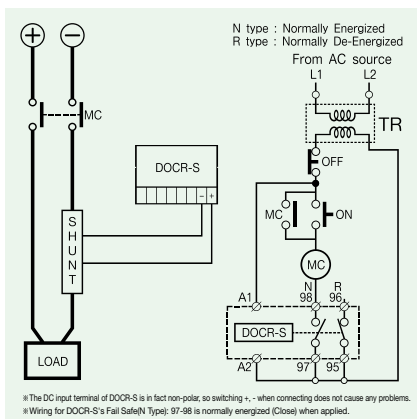 N type : Normally Energized
R type : Normally De-Energized
From AC source
L1 L2
+ −
TR
OFF
MC
DOCR-S
− +
MC ON
SHUNT
MC
N R
A1 98 96
DOCR-S
LOAD
A2 97 95
※The DC input terminal of DOCR-S is in fact non-polar, so switching +, - when connecting does not cause any problems.
※Wiring for DOCR-S's Fail Safe(N Type): 97-98 is normally energized (Close) when applied.